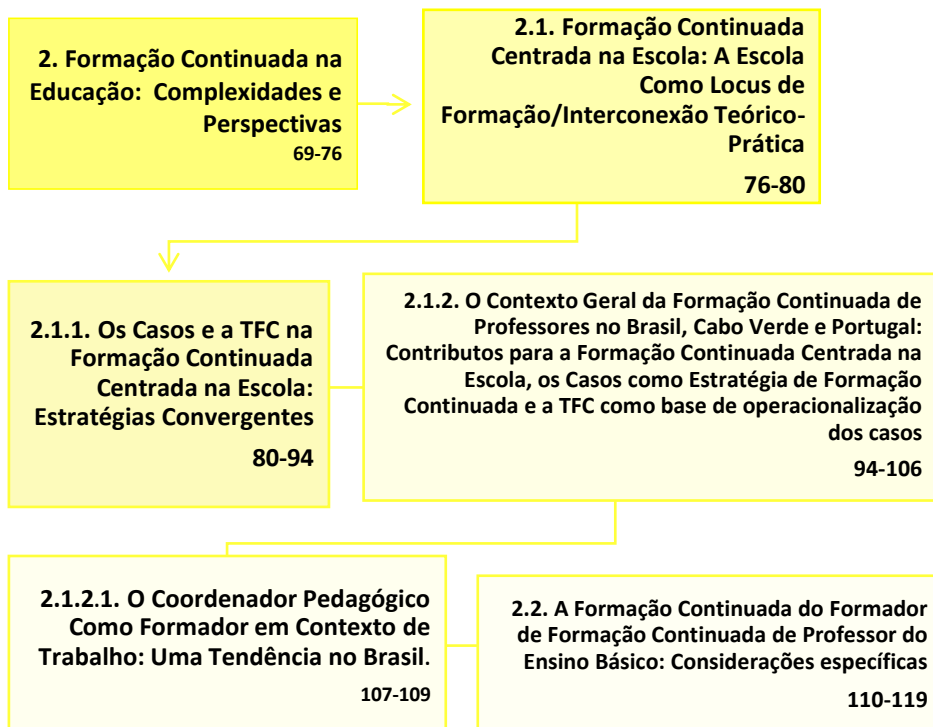 2. Formação Continuada na
Educação: Complexidades e
Perspectivas
69-76
2.1. Formação Continuada
Centrada na Escola: A Escola
Como Locus de
Formação/Interconexão Teórico-
Prática
76-80
2.1.1. Os Casos e a TFC na
Formação Continuada
Centrada na Escola:
Estratégias Convergentes
80-94
2.1.2. O Contexto Geral da Formação Continuada de
Professores no Brasil, Cabo Verde e Portugal:
Contributos para a Formação Continuada Centrada na
Escola, os Casos como Estratégia de Formação
Continuada e a TFC como base de operacionalização
dos casos
94-106
2.1.2.1. O Coordenador Pedagógico
Como Formador em Contexto de
Trabalho: Uma Tendência no Brasil.
107-109
2.2. A Formação Continuada do Formador
de Formação Continuada de Professor do
Ensino Básico: Considerações específicas
110-119